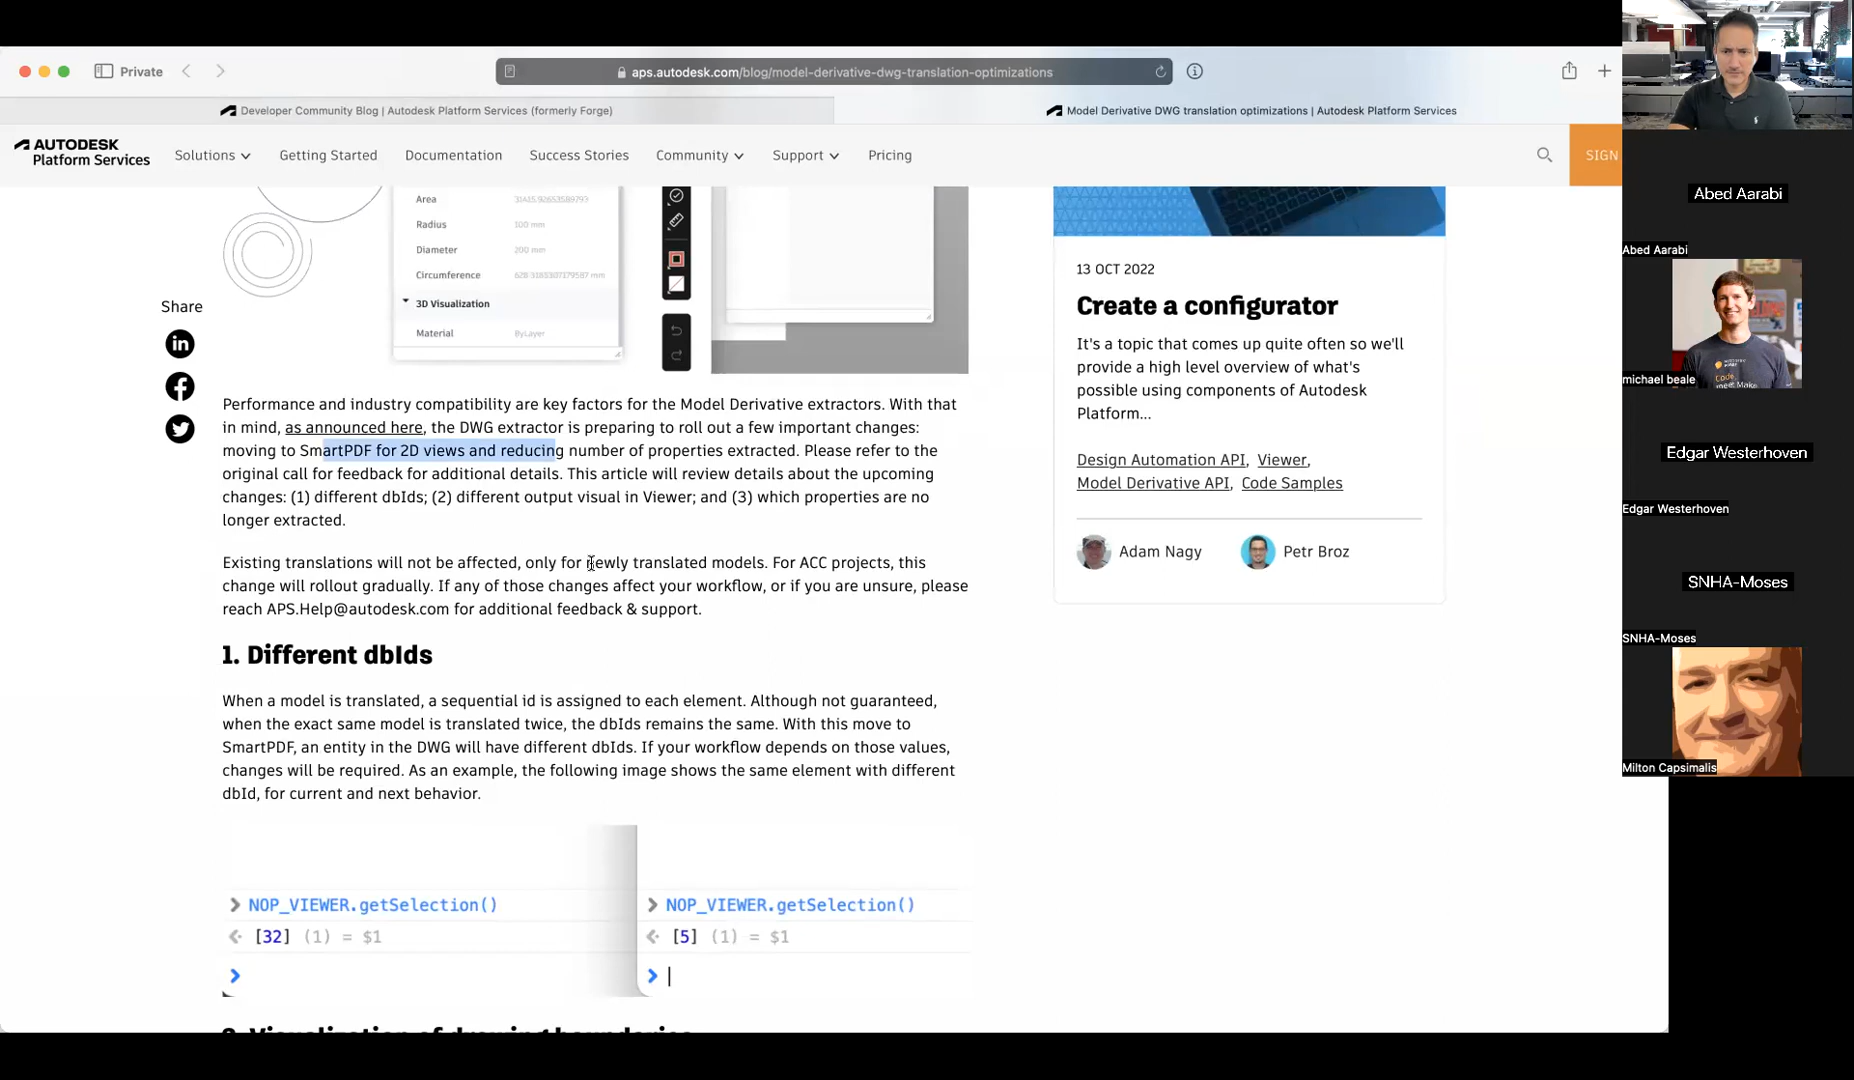 Private
aps.autodesk.com/blog/model-derivative-dwg-translation-optimizations
Developer Community Blog | Autodesk Platform Services (formerly Forge)
Model Derivative DWG translation optimizations | Autodesk Platform Services
AUTODESK
Platform Services
Solutions
Getting Started
Documentation
Success Stories
Community
Support
Pricing
SIGN
Area
31415.92653589793
Radius
100 mm
Diameter
200 mm
Circumference
628.3185307179587 mm
3D Visualization
Material
ByLayer
Share
Performance and industry compatibility are key factors for the Model Derivative extractors. With that
in mind, as announced here, the DWG extractor is preparing to roll out a few important changes:
moving to SmartPDF for 2D views and reducing number of properties extracted. Please refer to the
original call for feedback for additional details. This article will review details about the upcoming
changes: (1) different dbIds; (2) different output visual in Viewer; and (3) which properties are no
longer extracted.
Existing translations will not be affected, only for newly translated models. For ACC projects, this
change will rollout gradually. If any of those changes affect your workflow, or if you are unsure, please
reach APS.Help@autodesk.com for additional feedback & support.
1. Different dbIds
When a model is translated, a sequential id is assigned to each element. Although not guaranteed,
when the exact same model is translated twice, the dbIds remains the same. With this move to
SmartPDF, an entity in the DWG will have different dbIds. If your workflow depends on those values,
changes will be required. As an example, the following image shows the same element with different
dbId, for current and next behavior.
> NOP_VIEWER.getSelection()
[32] (1) = $1
>
> NOP_VIEWER.getSelection()
[5] (1) = $1
>
2. Visualization of drawing boundaries
13 OCT 2022
Create a configurator
It's a topic that comes up quite often so we'll
provide a high level overview of what's
possible using components of Autodesk
Platform...
Design Automation API, Viewer,
Model Derivative API, Code Samples
Adam Nagy
Petr Broz
Abed Aarabi
Abed Aarabi
michael beale
Edgar Westerhoven
Edgar Westerhoven
SNHA-Moses
SNHA-Moses
Milton Capsimalis